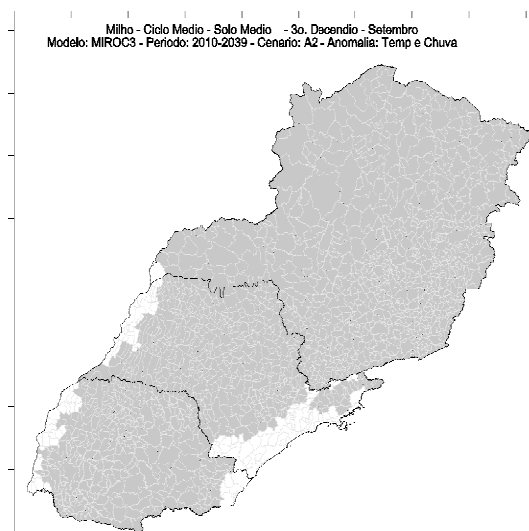 Milho - Ciclo Medio - Solo Medio - 3o. Decendio - Setembro
Modelo: MIROC3 - Periodo: 2010-2039 - Cenario: A2 - Anomalia: Temp e Chuva